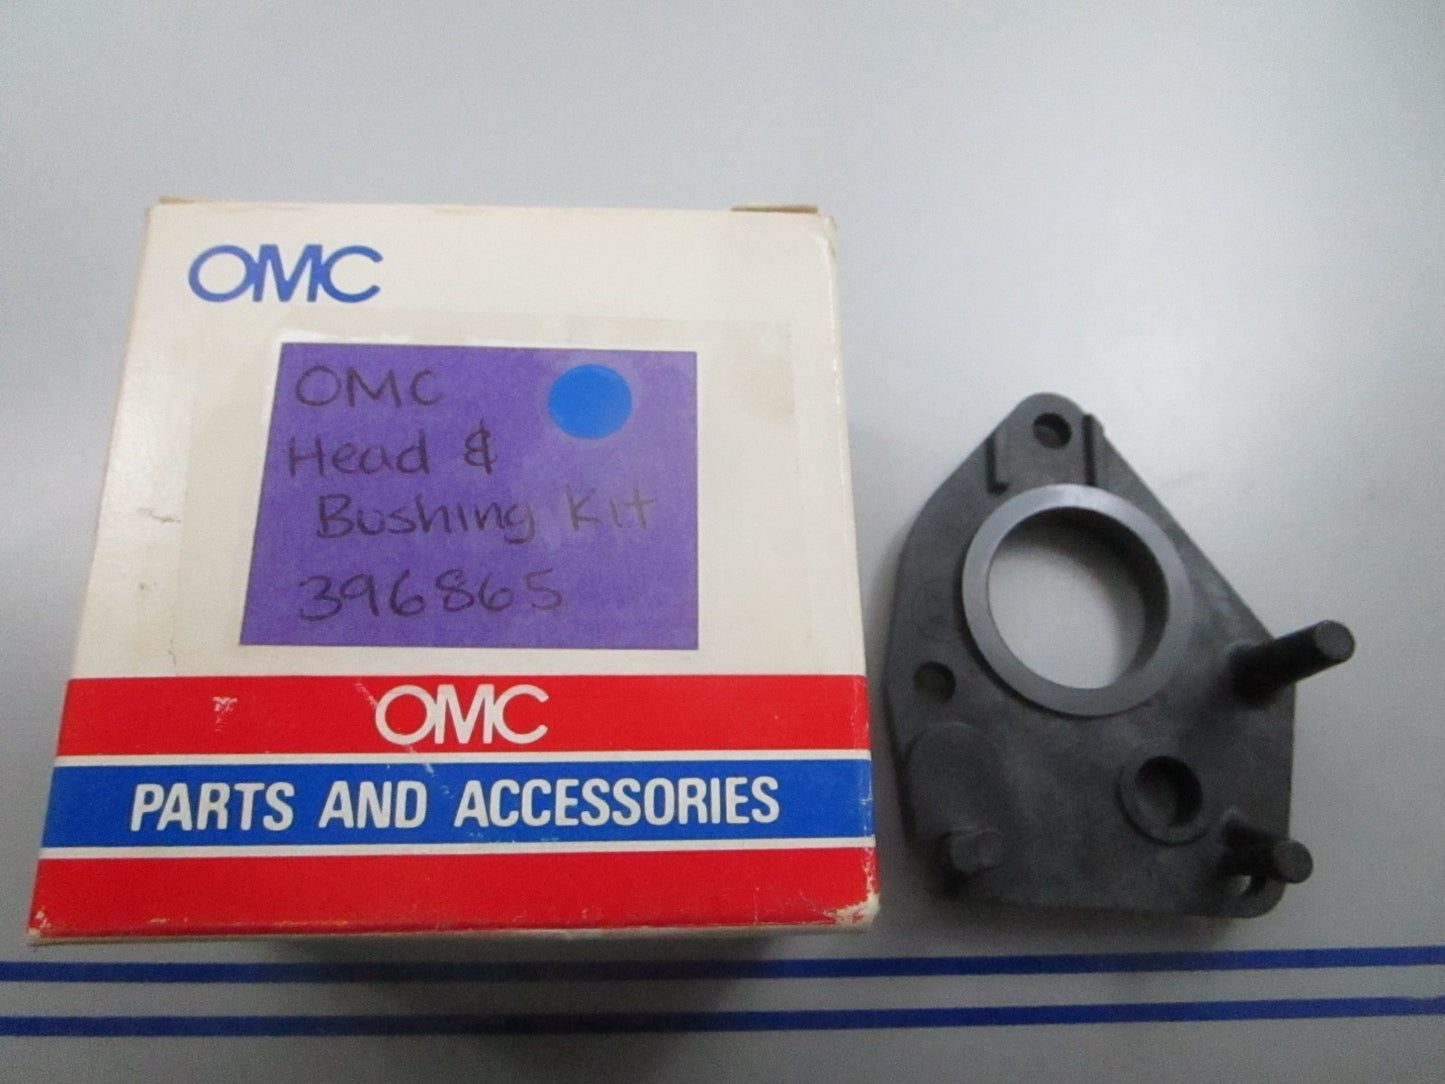 OMC
OMC
Head &
Bushing Kit
396865
OMC
PARTS AND ACCESSORIES